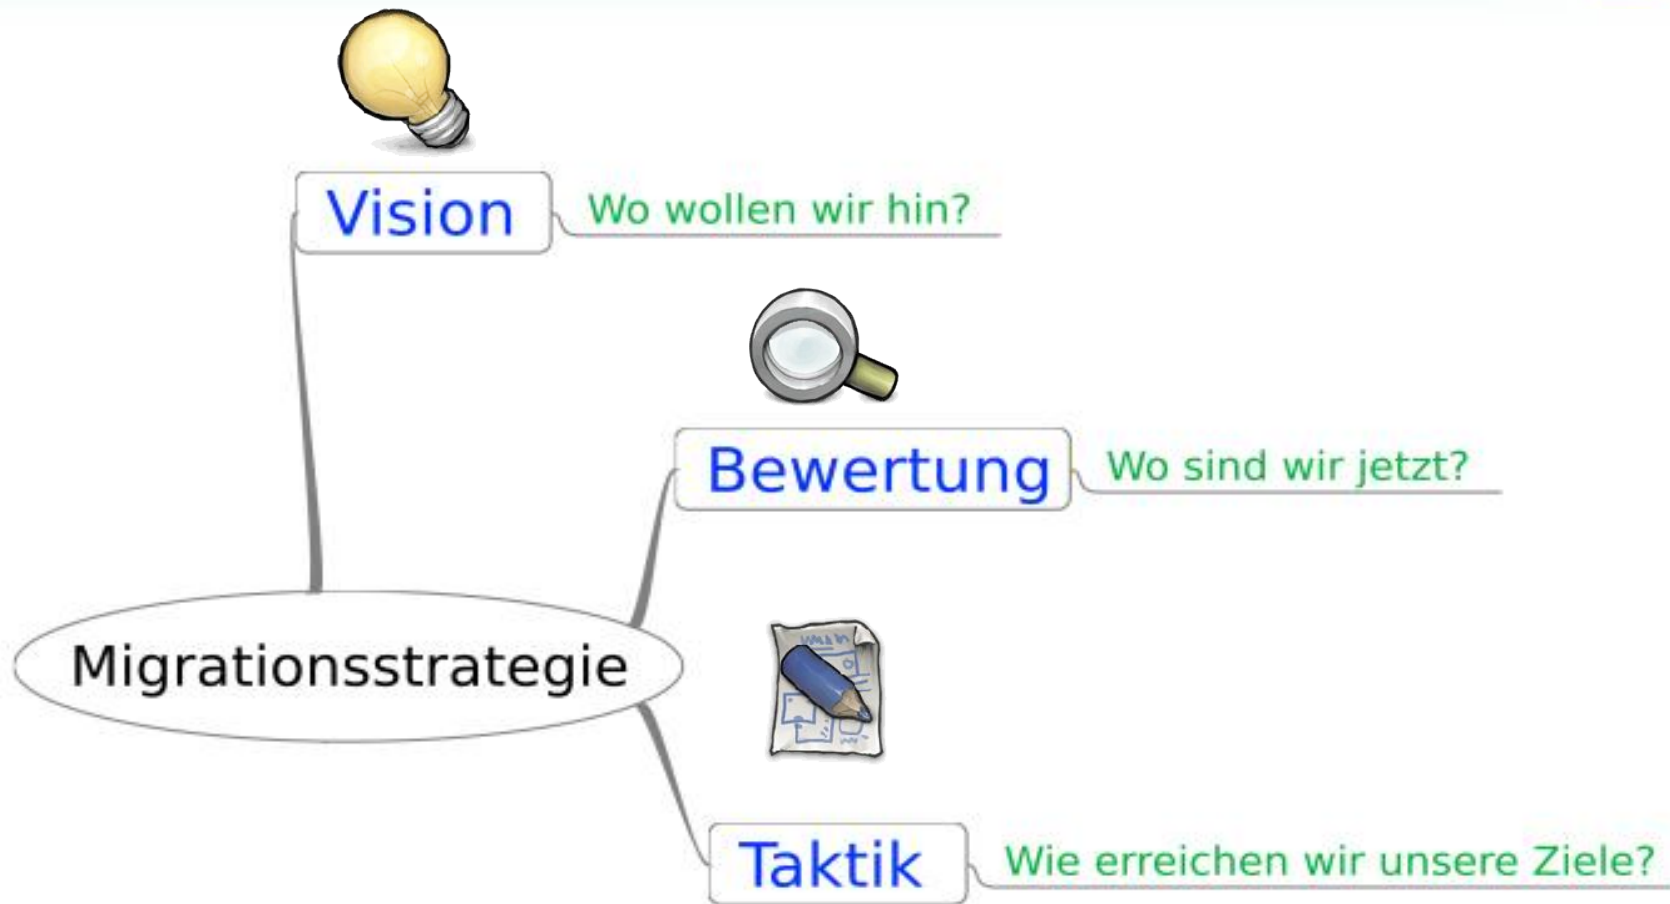 Vision
Wo wollen wir hin?
Bewertung
Wo sind wir jetzt?
Migrationsstrategie
Taktik
Wie erreichen wir unsere Ziele?